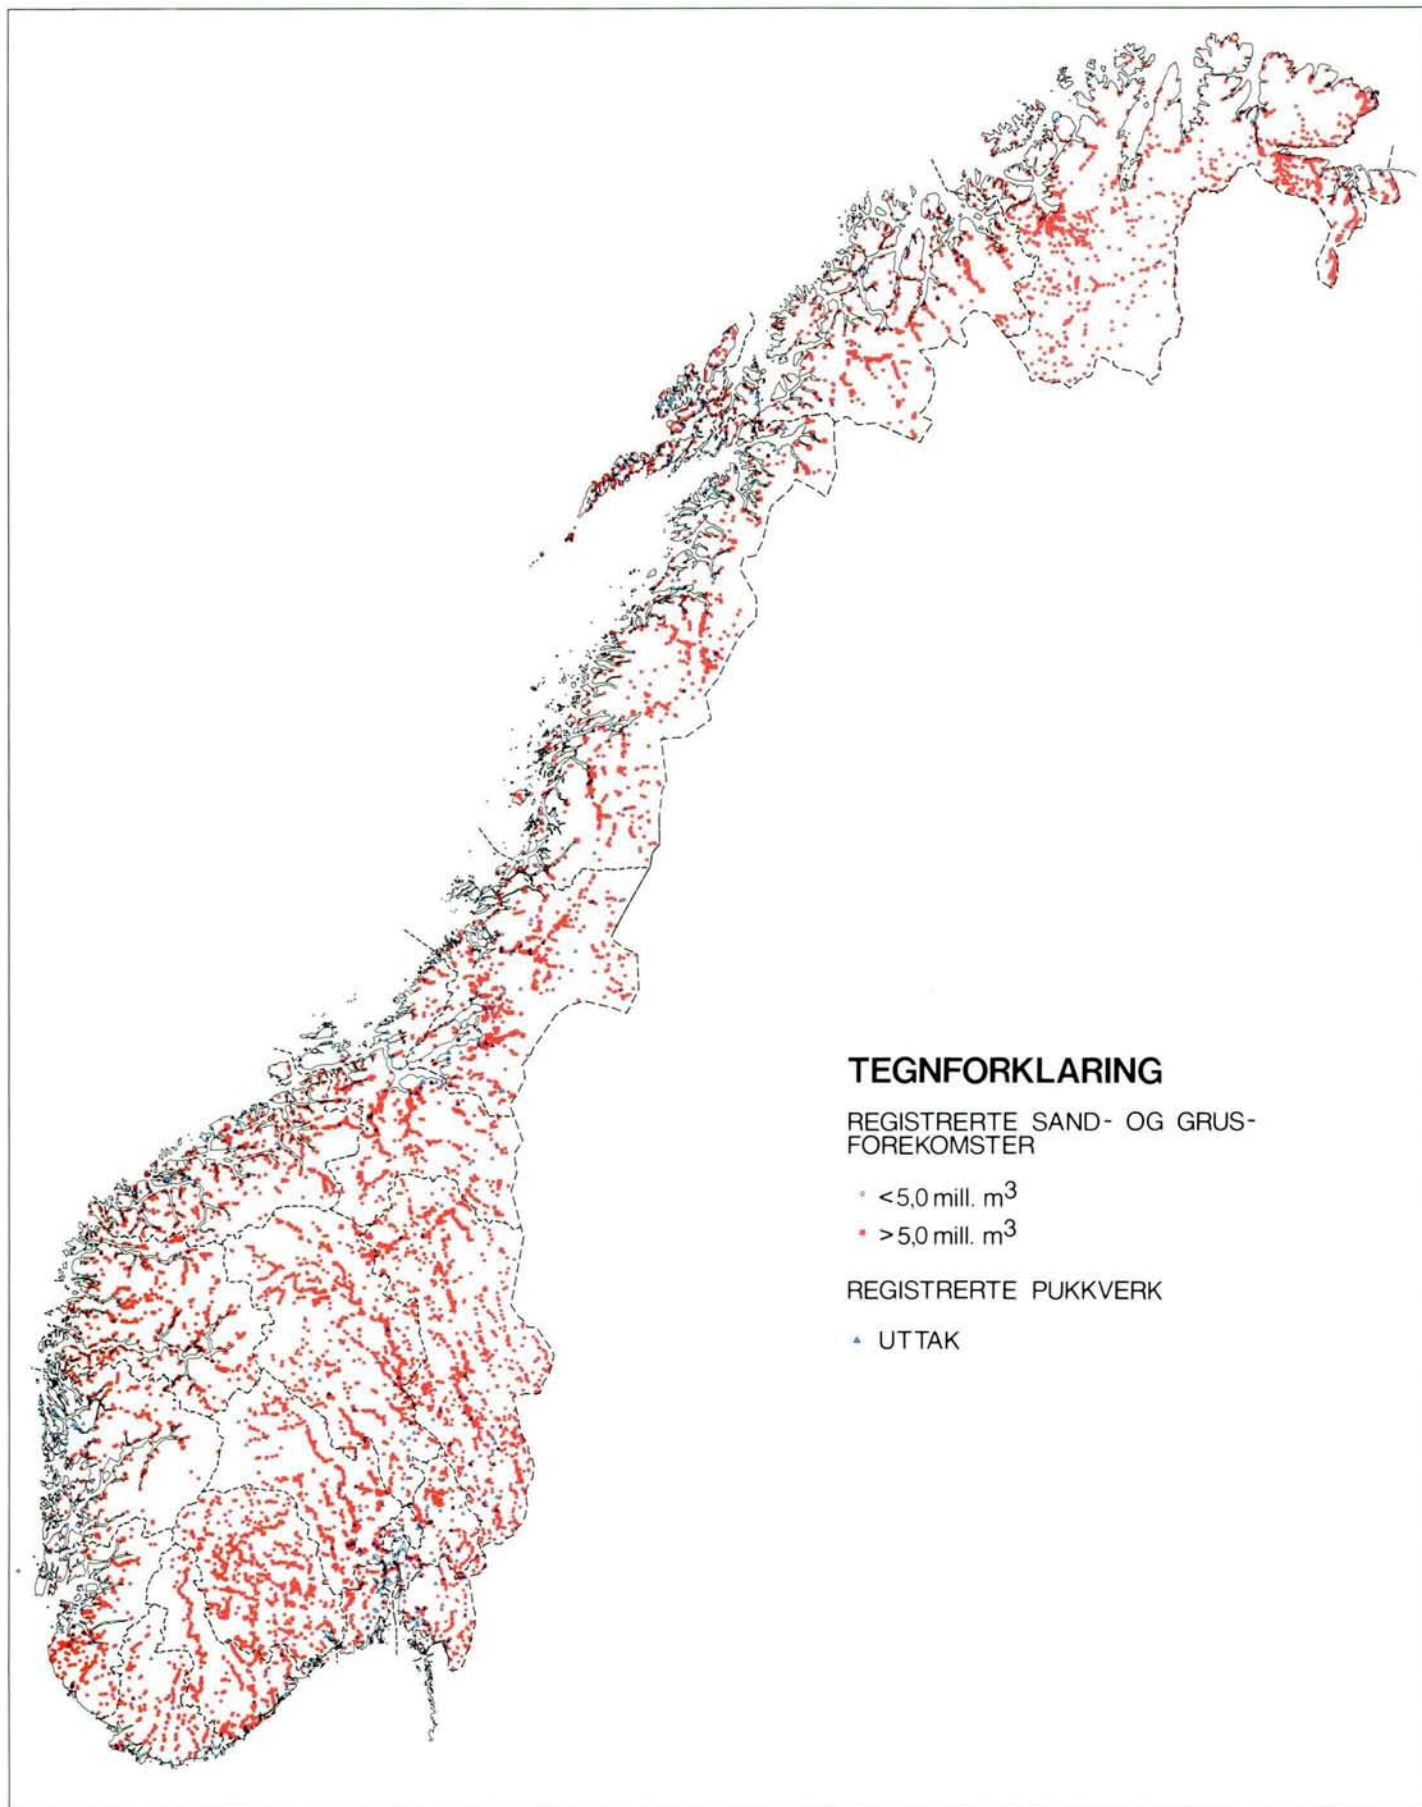 TEGNFORKLARING
REGISTRERTE SAND- OG GRUS-
FOREKOMSTER
<5,0 mill. m3
>5,0 mill. m3
REGISTRERTE PUKKVERK
UTTAK